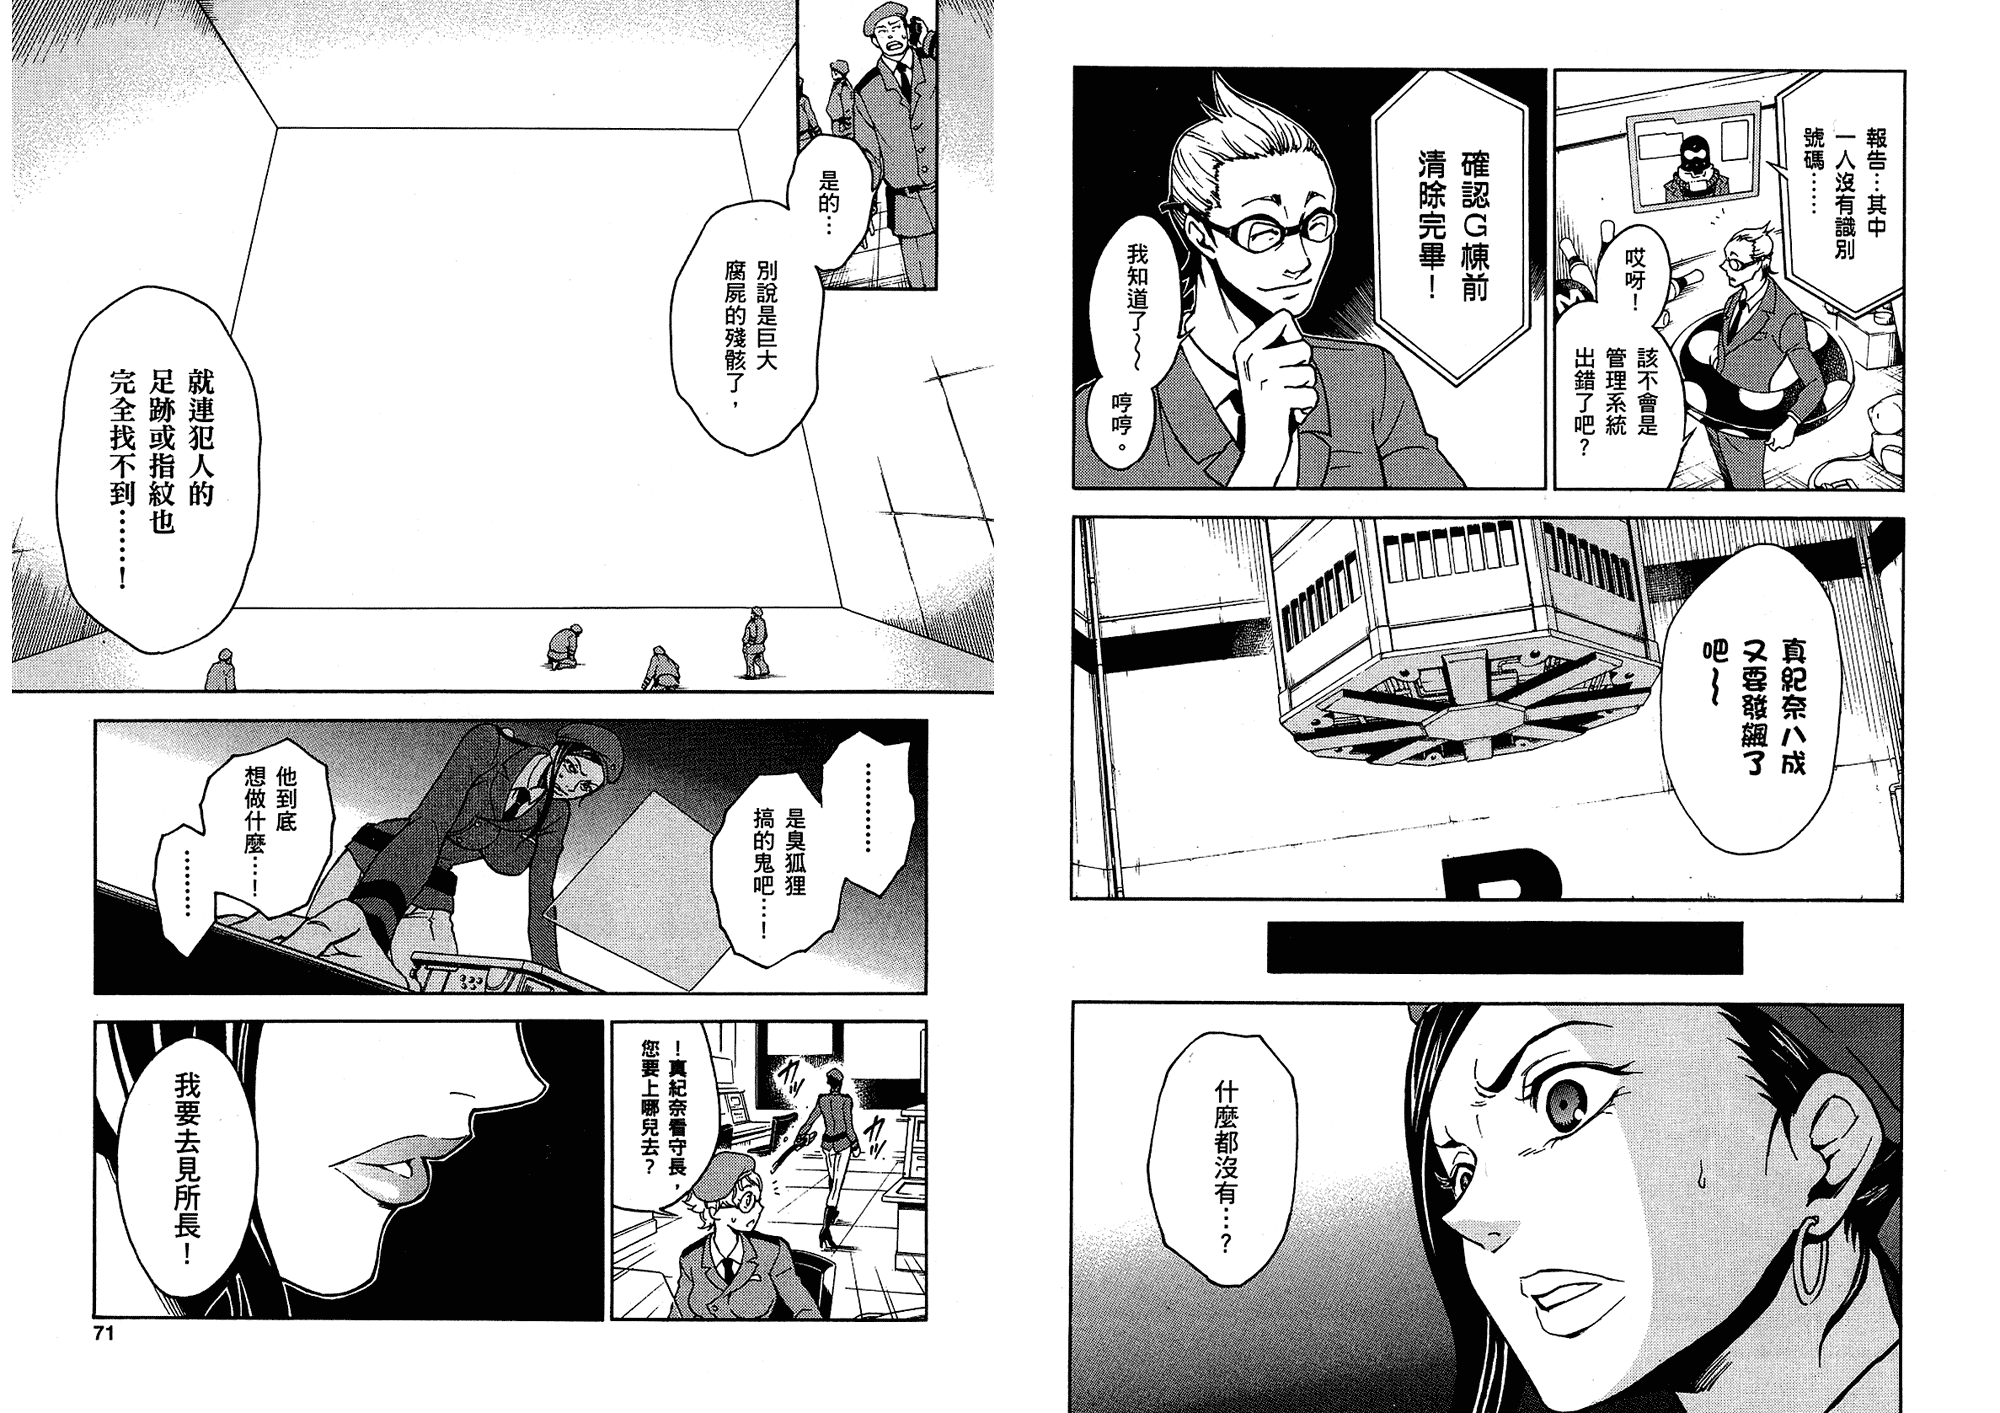 報告…其中
一人沒有識別
號碼……
哎呀！
該不會是
管理系統
出錯了吧？
確認G棟前
清除完畢！
我知道了～
哼哼。
真紀奈八成
又要發飆了
吧～
什麼都沒有…？
是的…
別說是巨大
腐屍的殘骸了，
就連犯人的
足跡或指紋也
完全找不到……！
………
是臭狐狸
搞的鬼吧…！
他到底
想做什麼…！
………
！真紀奈看守長，
您要上哪兒去？
カッ
カッ
我要去見所長！
71